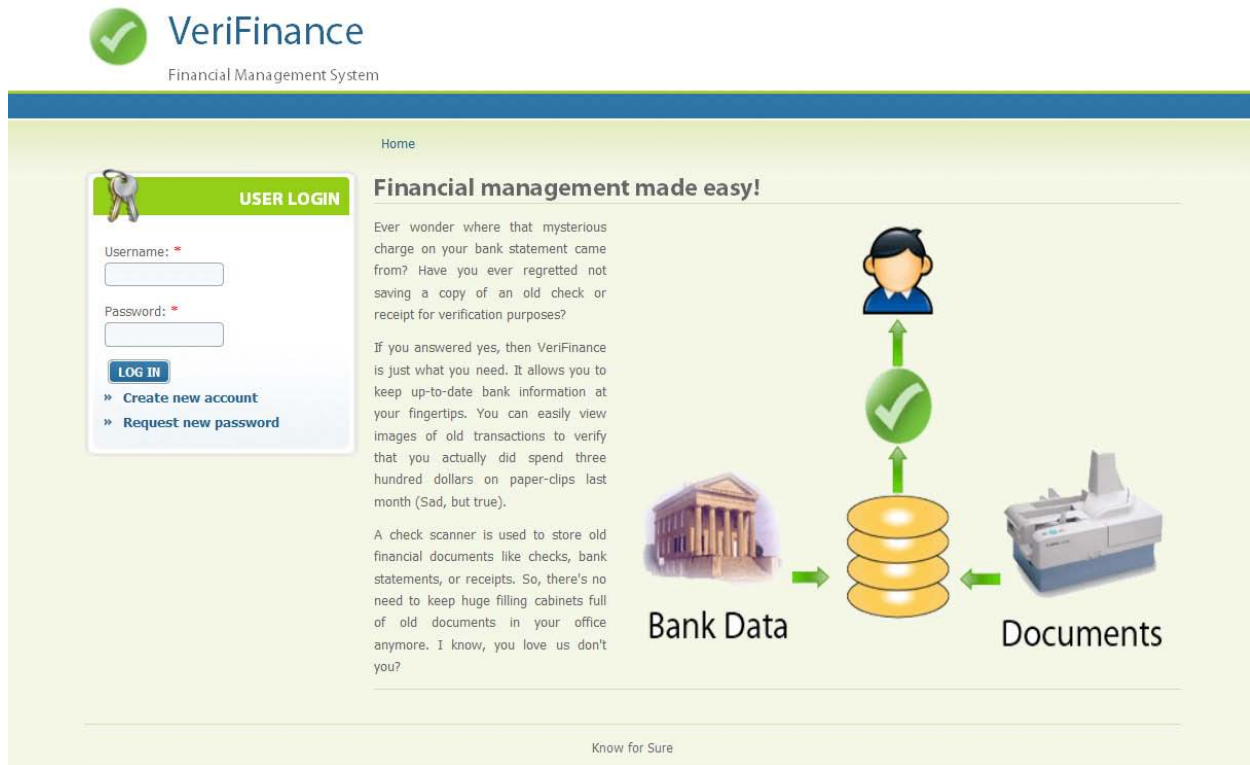 VeriFinance
Financial Management System
Home
USER LOGIN
Username: *
Password: *
LOG IN
» Create new account
» Request new password
Financial management made easy!
Ever wonder where that mysterious
charge on your bank statement came
from? Have you ever regretted not
saving a copy of an old check or
receipt for verification purposes?
If you answered yes, then VeriFinance
is just what you need. It allows you to
keep up-to-date bank information at
your fingertips. You can easily view
images of old transactions to verify
that you actually did spend three
hundred dollars on paper-clips last
month (Sad, but true).
A check scanner is used to store old
financial documents like checks, bank
statements, or receipts. So, there's no
need to keep huge filling cabinets full
of old documents in your office
anymore. I know, you love us don't
you?
Bank Data
Documents
Know for Sure